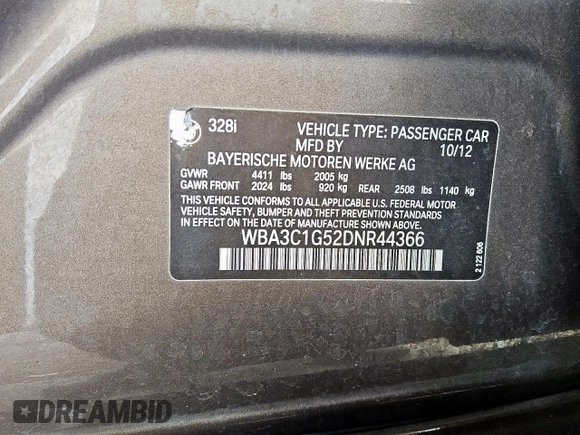 328i VEHICLE TYPE: PASSENGER CAR
MFD BY 10/12
BAYERISCHE MOTOREN WERKE AG
GVWR 4411 lbs 2005 kg
GAWR FRONT 2024 lbs 920 kg REAR 2508 lbs 1140 kg
THIS VEHICLE CONFORMS TO ALL APPLICABLE U.S. FEDERAL MOTOR
VEHICLE SAFETY, BUMPER, AND THEFT PREVENTION STANDARDS
IN EFFECT ON THE DATE OF MANUFACTURE SHOWN ABOVE.
WBA3C1G52DNR44366
2 122 606
DREAMBID